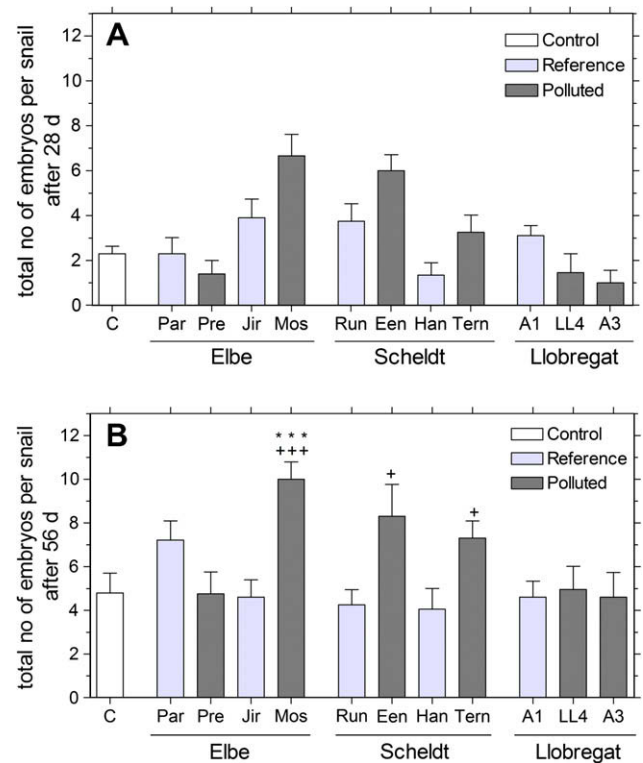 A
Control
Reference
Polluted
total no of embryos per snail
after 28 d
12
10
8
6
4
2
0
C Par Pre Jir Mos Run Een Han Tern A1 LL4 A3
Elbe Scheldt Llobregat
B
Control
Reference
Polluted
total no of embryos per snail
after 56 d
12
10
8
6
4
2
0
* * *
+++
+
+
C Par Pre Jir Mos Run Een Han Tern A1 LL4 A3
Elbe Scheldt Llobregat